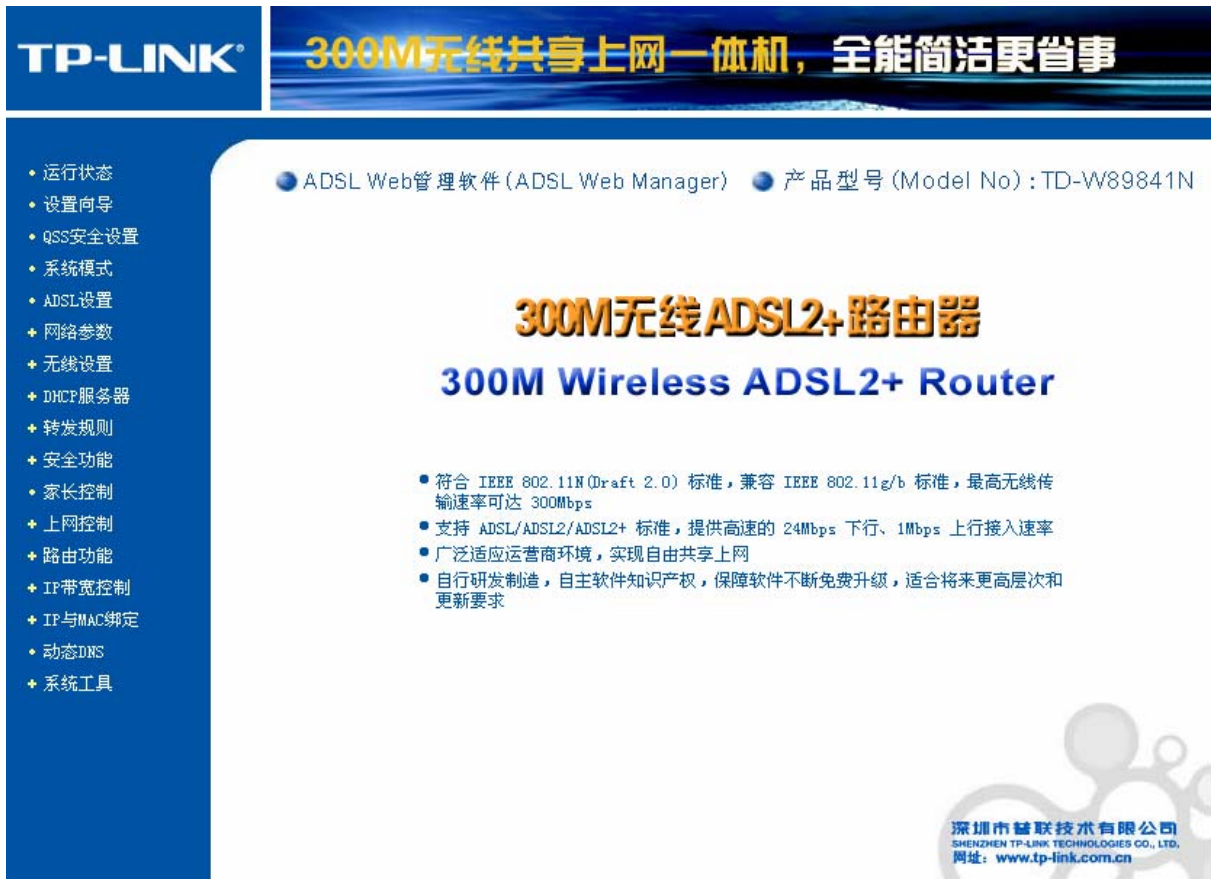 TP-LINK®
300M无线共享上网一体机，全能简洁更省事
运行状态
设置向导
QSS安全设置
系统模式
ADSL设置
网络参数
无线设置
DHCP服务器
转发规则
安全功能
家长控制
上网控制
路由功能
IP带宽控制
IP与MAC绑定
动态DNS
系统工具
ADSL Web管理软件(ADSL Web Manager) 产品型号(Model No):TD-W89841N
300M无线ADSL2+路由器
300M Wireless ADSL2+ Router
符合 IEEE 802.11N(Draft 2.0) 标准，兼容 IEEE 802.11g/b 标准，最高无线传
输速率可达 300Mbps
支持 ADSL/ADSL2/ADSL2+ 标准，提供高速的 24Mbps 下行、1Mbps 上行接入速率
广泛适应运营商环境，实现自由共享上网
自行研发制造，自主软件知识产权，保障软件不断免费升级，适合将来更高层次和
更新要求
深圳市普联技术有限公司
SHENZHEN TP-LINK TECHNOLOGIES CO., LTD.
网址：www.tp-link.com.cn